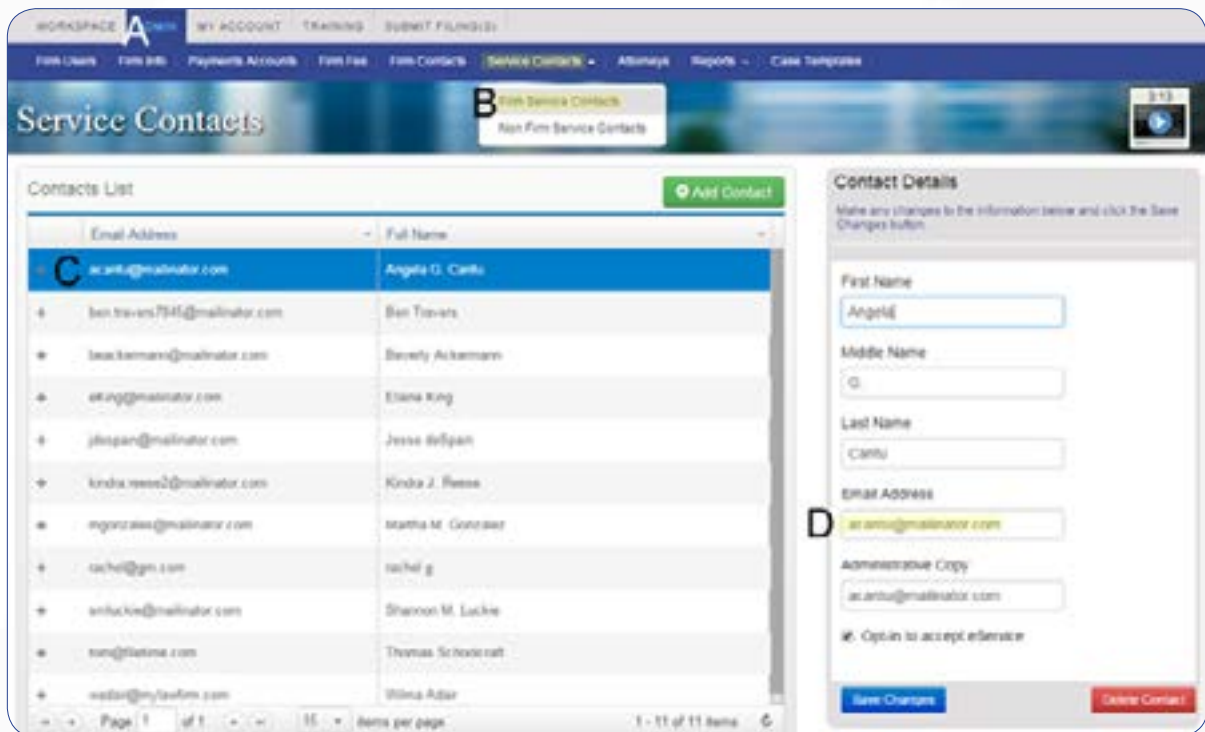 WORKSPACE A ADMIN MY ACCOUNT TRAINING SUBMIT FILING(S)
Firm Users Firm Info Payments Accounts Firm Fee Firm Contacts Service Contacts Attorneys Reports Case Templates
B Firm Service Contacts
Non Firm Service Contacts
Service Contacts
3:13
Contacts List
Add Contact
Email Address Full Name
C acantu@mailinator.com Angela G. Cantu
ben.travers7845@mailinator.com Ben Travers
beackermann@mailinator.com Beverly Ackermann
eking@mailinator.com Eliana King
jdespain@mailinator.com Jesse deSpain
kindra.reese2@mailinator.com Kindra J. Reese
mgonzales@mailinator.com Martha M. Gonzalez
rachel@gm.com rachel g
smluckie@mailinator.com Shannon M. Luckie
tom@filetime.com Thomas Schoolcraft
wadair@mylawfirm.com Wilma Adair
Page 1 of 1 15 items per page 1 - 11 of 11 items
Contact Details
Make any changes to the information below and click the Save
Changes button.
First Name
Angela
Middle Name
G.
Last Name
Cantu
Email Address
D acantu@mailinator.com
Administrative Copy
acantu@mailinator.com
Opt-in to accept eService
Save Changes Delete Contact